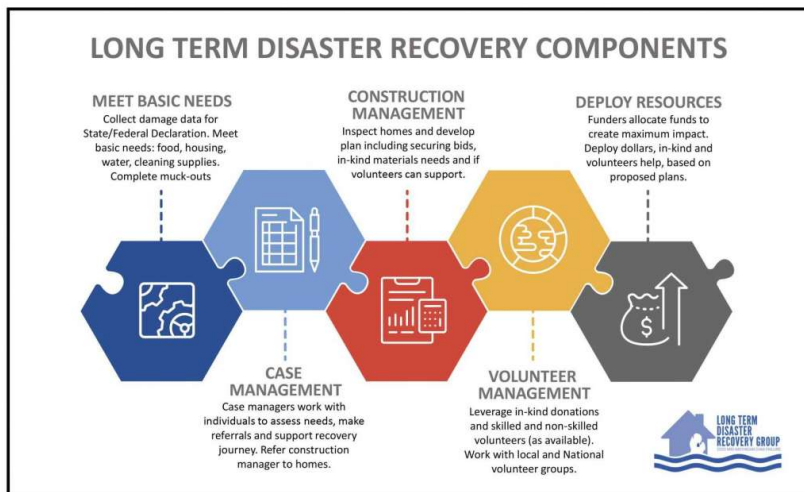 LONG TERM DISASTER RECOVERY COMPONENTS
MEET BASIC NEEDS
Collect damage data for
State/Federal Declaration. Meet
basic needs: food, housing,
water, cleaning supplies.
Complete muck-outs
CASE
MANAGEMENT
Case managers work with
individuals to assess needs, make
referrals and support recovery
journey. Refer construction
manager to homes.
CONSTRUCTION
MANAGEMENT
Inspect homes and develop
plan including securing bids,
in-kind materials needs and if
volunteers can support.
VOLUNTEER
MANAGEMENT
Leverage in-kind donations
and skilled and non-skilled
volunteers (as available).
Work with local and National
volunteer groups.
DEPLOY RESOURCES
Funders allocate funds to
create maximum impact.
Deploy dollars, in-kind and
volunteers help, based on
proposed plans.
$
LONG TERM
DISASTER
RECOVERY GROUP